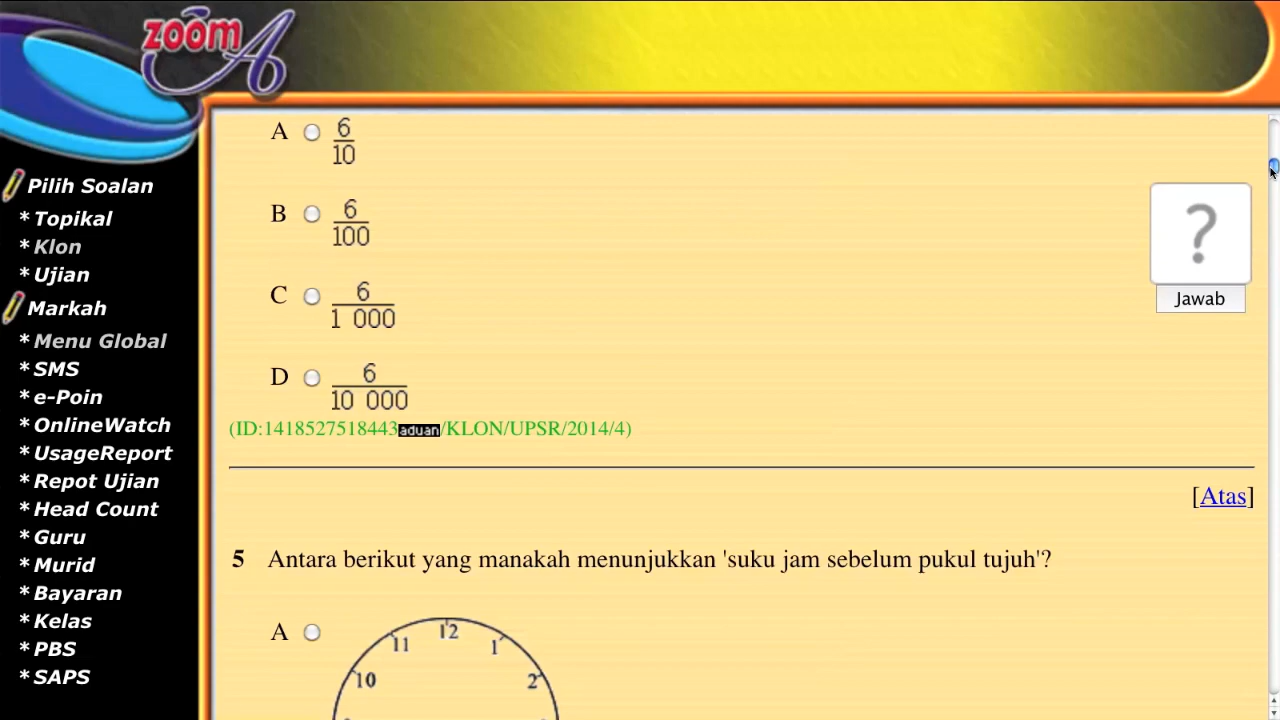 zoom A
Pilih Soalan
* Topikal
* Klon
* Ujian
Markah
* Menu Global
* SMS
* e-Poin
* OnlineWatch
* UsageReport
* Repot Ujian
* Head Count
* Guru
* Murid
* Bayaran
* Kelas
* PBS
* SAPS
A 6/10
B 6/100
C 6/1 000
D 6/10 000
?
Jawab
(ID:1418527518443aduan/KLON/UPSR/2014/4)
[Atas]
5 Antara berikut yang manakah menunjukkan 'suku jam sebelum pukul tujuh'?
A
12
11 1
10 2